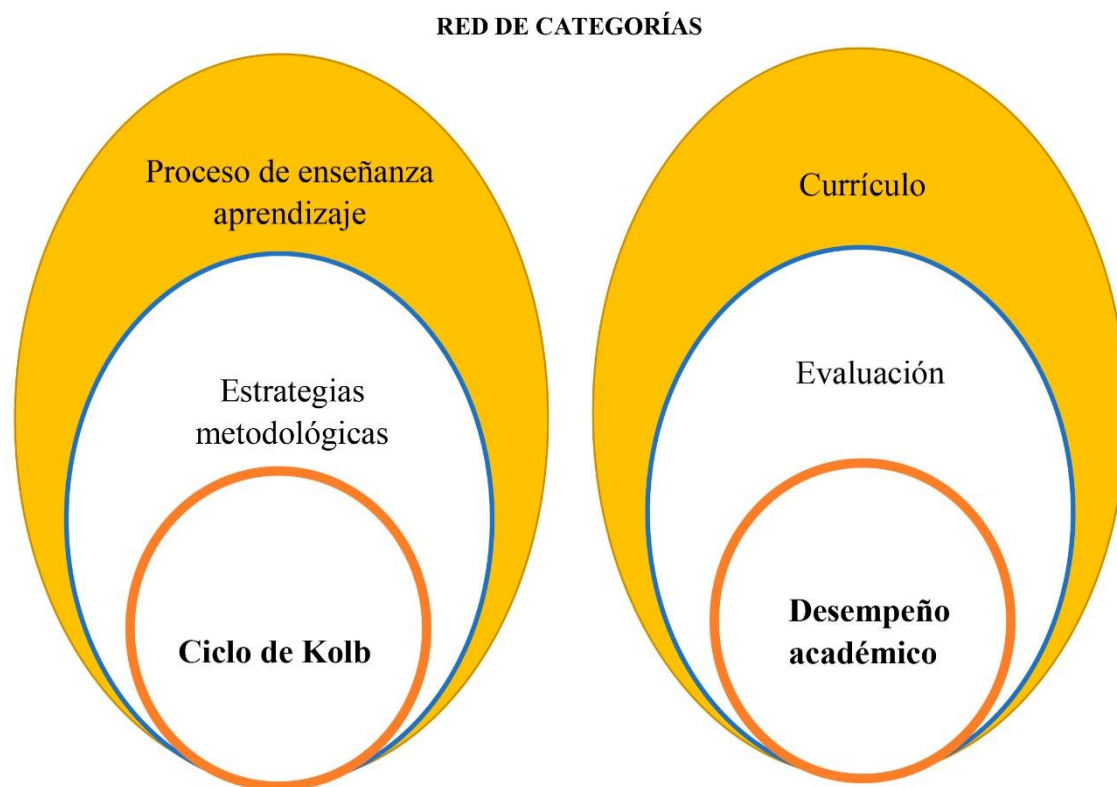 RED DE CATEGORÍAS
Proceso de enseñanza
aprendizaje
Estrategias
metodológicas
Ciclo de Kolb
Currículo
Evaluación
Desempeño
académico